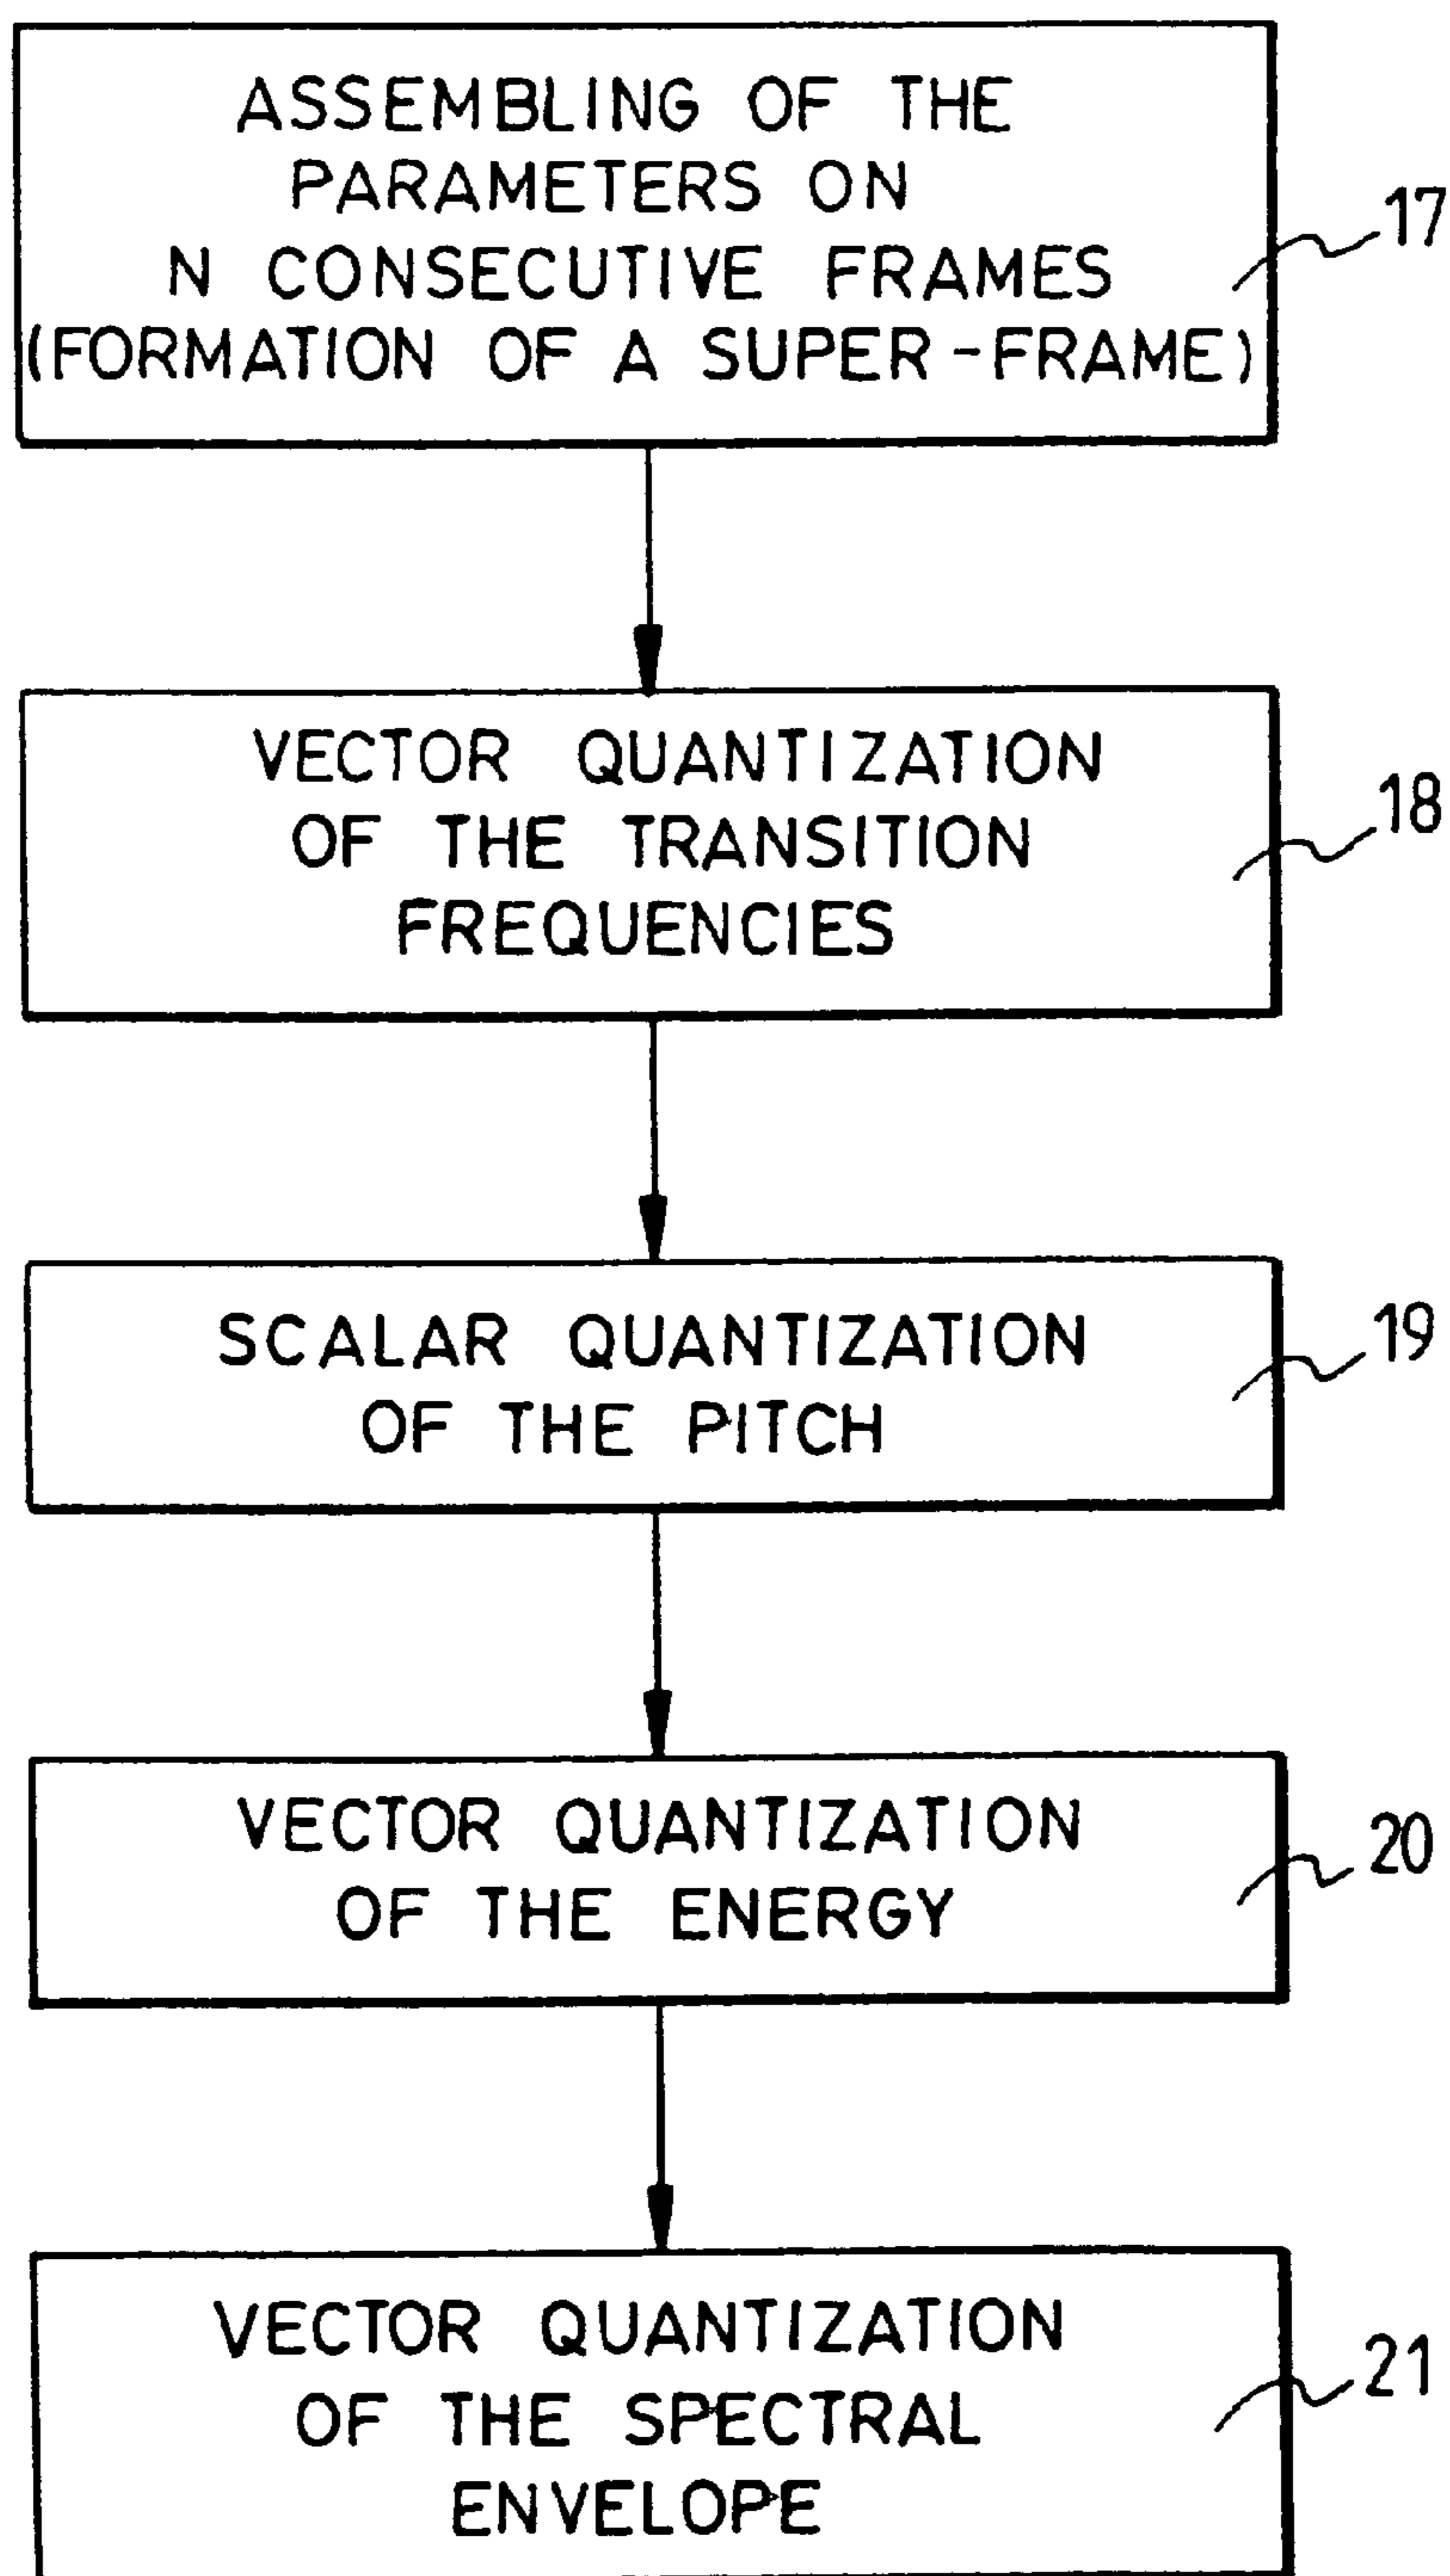 ASSEMBLING OF THE
PARAMETERS ON
N CONSECUTIVE FRAMES
(FORMATION OF A SUPER-FRAME)
17
VECTOR QUANTIZATION
OF THE TRANSITION
FREQUENCIES
18
SCALAR QUANTIZATION
OF THE PITCH
19
VECTOR QUANTIZATION
OF THE ENERGY
20
VECTOR QUANTIZATION
OF THE SPECTRAL
ENVELOPE
21